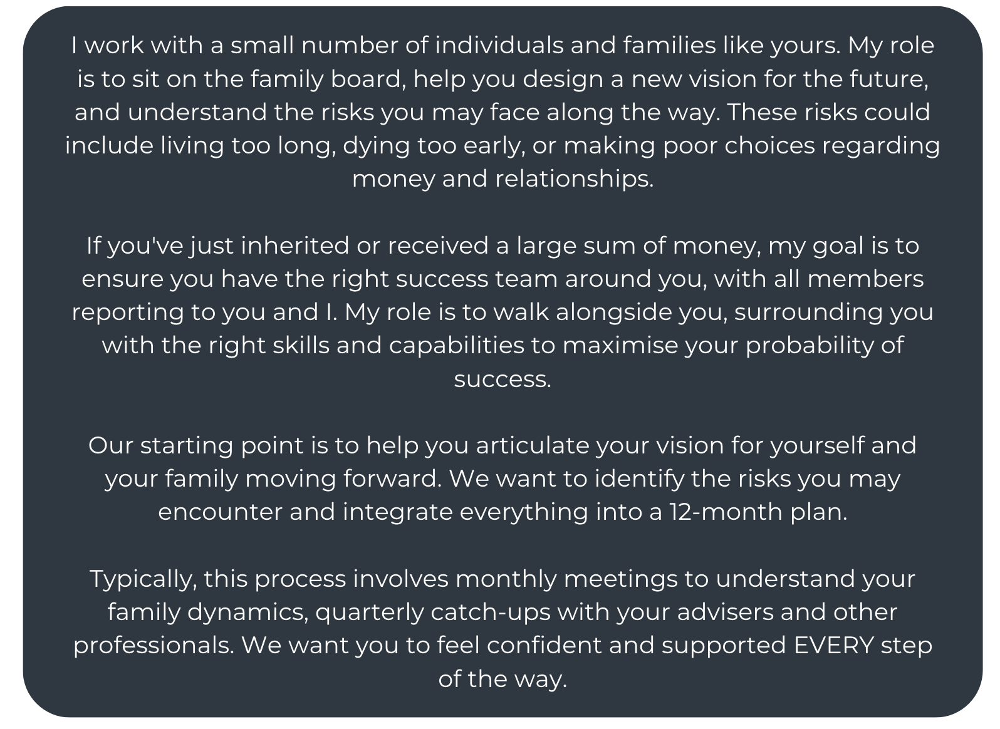 I work with a small number of individuals and families like yours. My role
is to sit on the family board, help you design a new vision for the future,
and understand the risks you may face along the way. These risks could
include living too long, dying too early, or making poor choices regarding
money and relationships.
If you've just inherited or received a large sum of money, my goal is to
ensure you have the right success team around you, with all members
reporting to you and I. My role is to walk alongside you, surrounding you
with the right skills and capabilities to maximise your probability of
success.
Our starting point is to help you articulate your vision for yourself and
your family moving forward. We want to identify the risks you may
encounter and integrate everything into a 12-month plan.
Typically, this process involves monthly meetings to understand your
family dynamics, quarterly catch-ups with your advisers and other
professionals. We want you to feel confident and supported EVERY step
of the way.